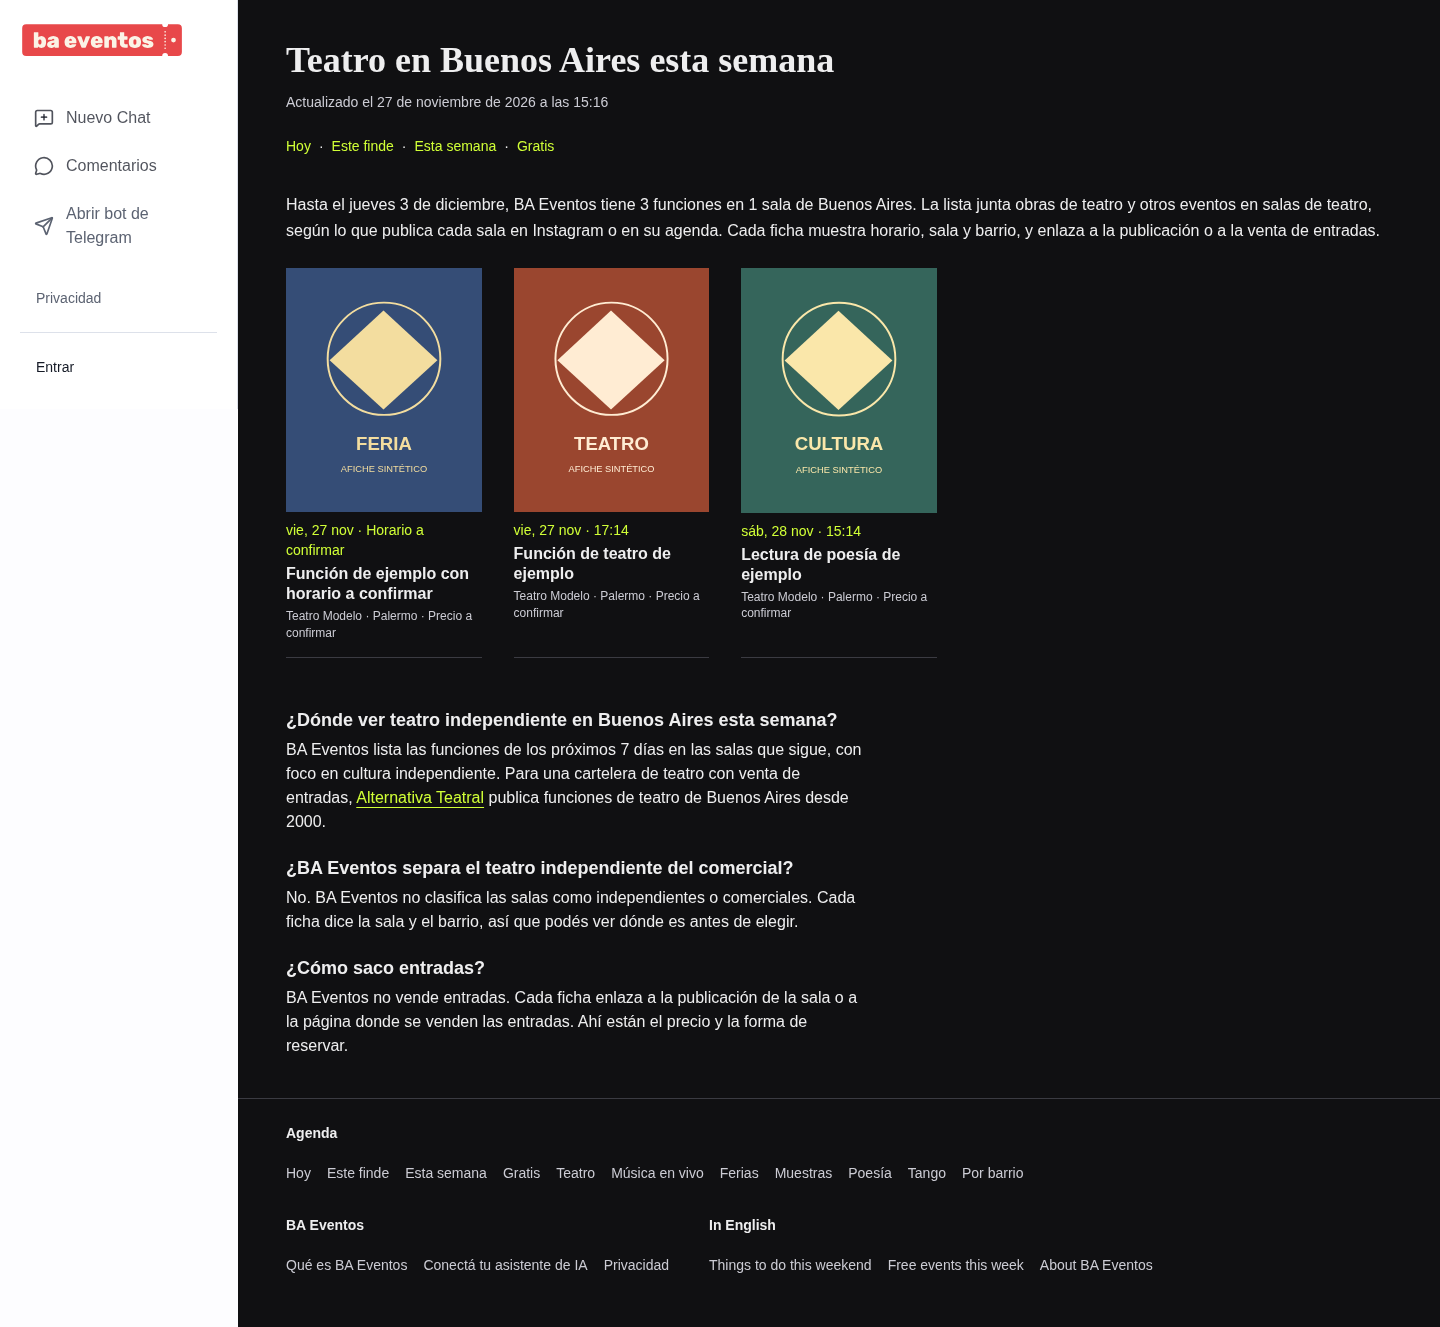 ba eventos
Nuevo Chat
Comentarios
Abrir bot de
Telegram
Privacidad
Entrar
Teatro en Buenos Aires esta semana
Actualizado el 27 de noviembre de 2026 a las 15:16
Hoy · Este finde · Esta semana · Gratis
Hasta el jueves 3 de diciembre, BA Eventos tiene 3 funciones en 1 sala de Buenos Aires. La lista junta obras de teatro y otros eventos en salas de teatro,
según lo que publica cada sala en Instagram o en su agenda. Cada ficha muestra horario, sala y barrio, y enlaza a la publicación o a la venta de entradas.
FERIA
AFICHE SINTÉTICO
vie, 27 nov · Horario a
confirmar
Función de ejemplo con
horario a confirmar
Teatro Modelo · Palermo · Precio a
confirmar
TEATRO
AFICHE SINTÉTICO
vie, 27 nov · 17:14
Función de teatro de
ejemplo
Teatro Modelo · Palermo · Precio a
confirmar
CULTURA
AFICHE SINTÉTICO
sáb, 28 nov · 15:14
Lectura de poesía de
ejemplo
Teatro Modelo · Palermo · Precio a
confirmar
¿Dónde ver teatro independiente en Buenos Aires esta semana?
BA Eventos lista las funciones de los próximos 7 días en las salas que sigue, con
foco en cultura independiente. Para una cartelera de teatro con venta de
entradas, Alternativa Teatral publica funciones de teatro de Buenos Aires desde
2000.
¿BA Eventos separa el teatro independiente del comercial?
No. BA Eventos no clasifica las salas como independientes o comerciales. Cada
ficha dice la sala y el barrio, así que podés ver dónde es antes de elegir.
¿Cómo saco entradas?
BA Eventos no vende entradas. Cada ficha enlaza a la publicación de la sala o a
la página donde se venden las entradas. Ahí están el precio y la forma de
reservar.
Agenda
Hoy Este finde Esta semana Gratis Teatro Música en vivo Ferias Muestras Poesía Tango Por barrio
BA Eventos
Qué es BA Eventos Conectá tu asistente de IA Privacidad
In English
Things to do this weekend Free events this week About BA Eventos